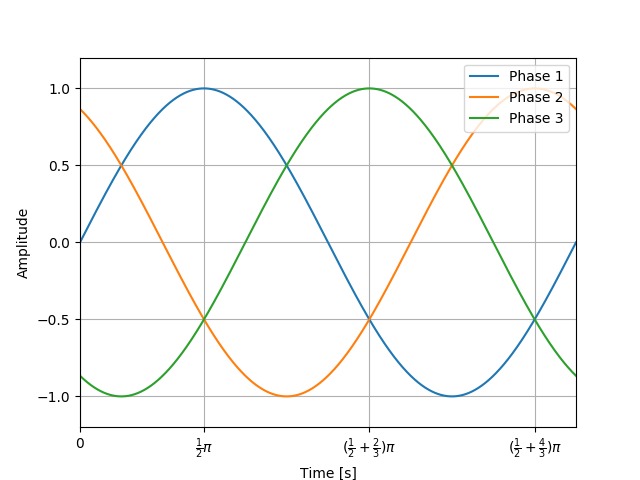 Phase 1
Phase 2
Phase 3
Amplitude
1.0
0.5
0.0
−0.5
−1.0
0
½π
(½ + ⅔)π
(½ + 4/3)π
Time [s]